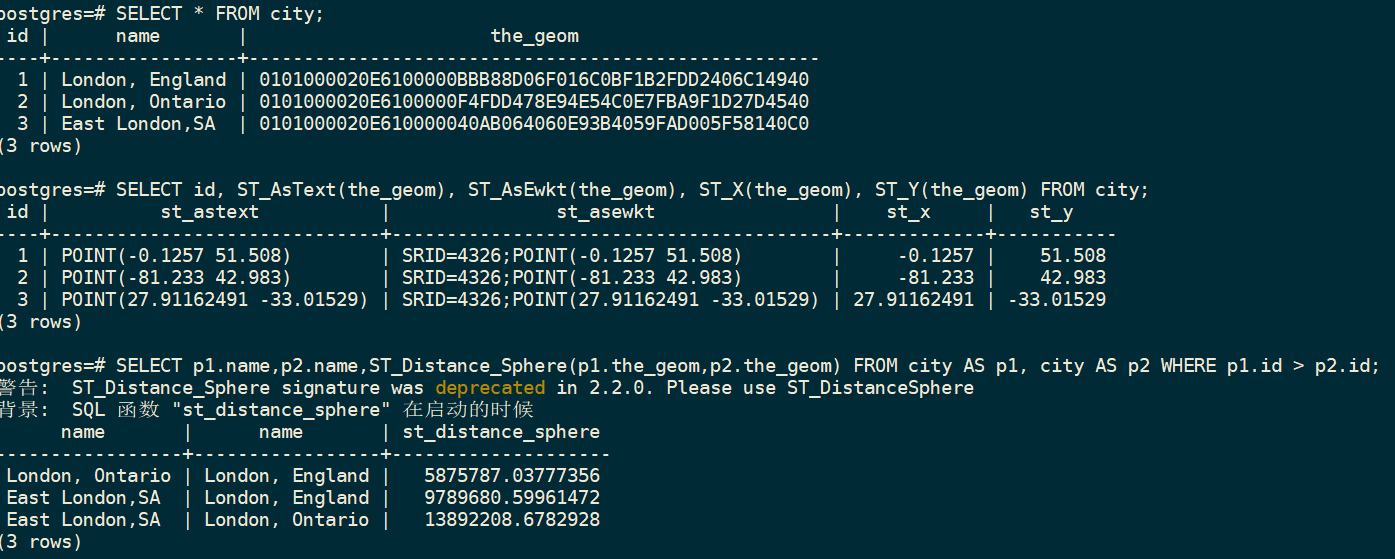 postgres=# SELECT * FROM city;
 id |      name       |                      the_geom
----+-----------------+----------------------------------------------------
  1 | London, England | 0101000020E6100000BBB88D06F016C0BF1B2FDD2406C14940
  2 | London, Ontario | 0101000020E6100000F4FDD478E94E54C0E7FBA9F1D27D4540
  3 | East London,SA  | 0101000020E610000040AB064060E93B4059FAD005F58140C0
(3 rows)
postgres=# SELECT id, ST_AsText(the_geom), ST_AsEwkt(the_geom), ST_X(the_geom), ST_Y(the_geom) FROM city;
 id |          st_astext           |               st_asewkt                |    st_x     |   st_y
----+------------------------------+----------------------------------------+-------------+-----------
  1 | POINT(-0.1257 51.508)        | SRID=4326;POINT(-0.1257 51.508)        |     -0.1257 |    51.508
  2 | POINT(-81.233 42.983)        | SRID=4326;POINT(-81.233 42.983)        |     -81.233 |    42.983
  3 | POINT(27.91162491 -33.01529) | SRID=4326;POINT(27.91162491 -33.01529) | 27.91162491 | -33.01529
(3 rows)
postgres=# SELECT p1.name,p2.name,ST_Distance_Sphere(p1.the_geom,p2.the_geom) FROM city AS p1, city AS p2 WHERE p1.id > p2.id;
警告:  ST_Distance_Sphere signature was deprecated in 2.2.0. Please use ST_DistanceSphere
背景:  SQL 函数 "st_distance_sphere" 在启动的时候
      name       |      name       | st_distance_sphere
-----------------+-----------------+--------------------
 London, Ontario | London, England |   5875787.03777356
 East London,SA  | London, England |   9789680.59961472
 East London,SA  | London, Ontario |   13892208.6782928
(3 rows)